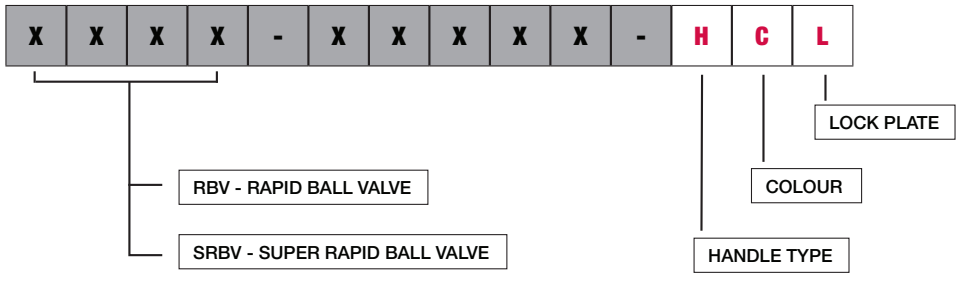 X X X X - X X X X X - H C L
LOCK PLATE
RBV - RAPID BALL VALVE
COLOUR
SRBV - SUPER RAPID BALL VALVE
HANDLE TYPE